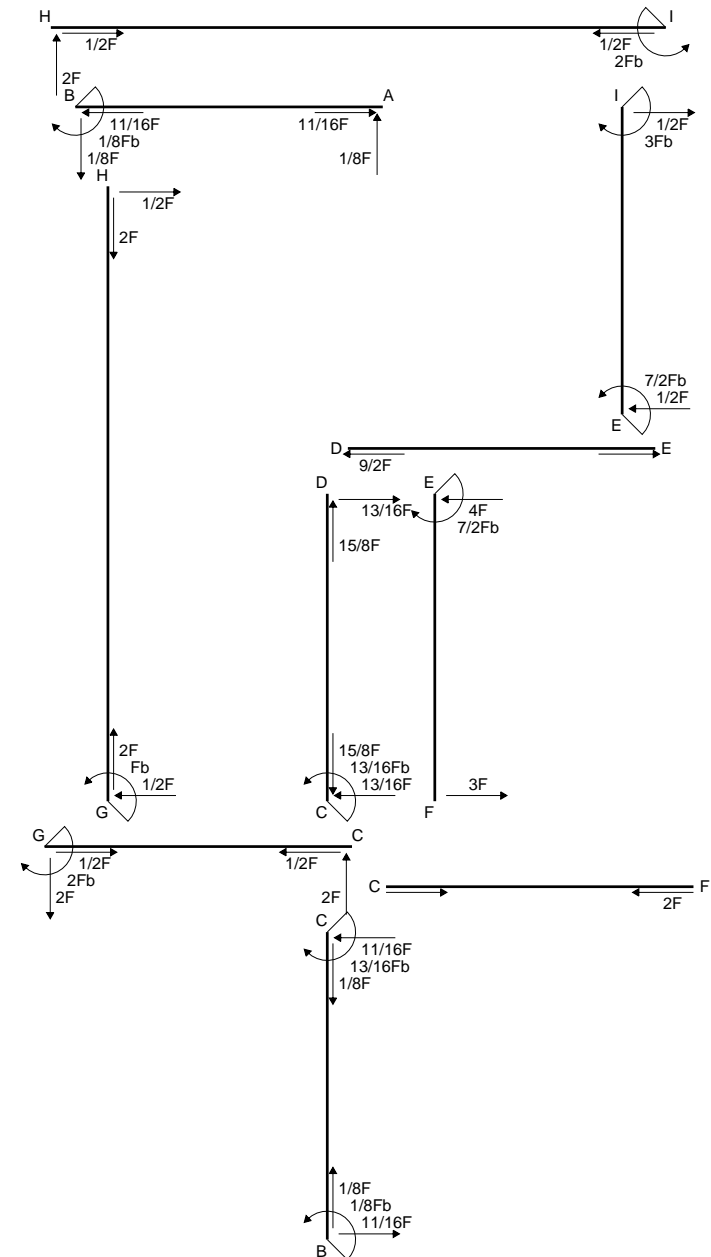 H I
1/2F 1/2F
2Fb
2F
B A I
11/16F 11/16F 1/2F
1/8Fb 3Fb
1/8F 1/8F
H
1/2F
2F
7/2Fb
1/2F
E
D E
9/2F
D E
13/16F 4F
7/2Fb
15/8F
2F 15/8F
Fb 13/16Fb
1/2F 13/16F 3F
G C F
G C
1/2F 1/2F
2Fb
2F 2F
C F
2F
C
11/16F
13/16Fb
1/8F
1/8F
1/8Fb
11/16F
B